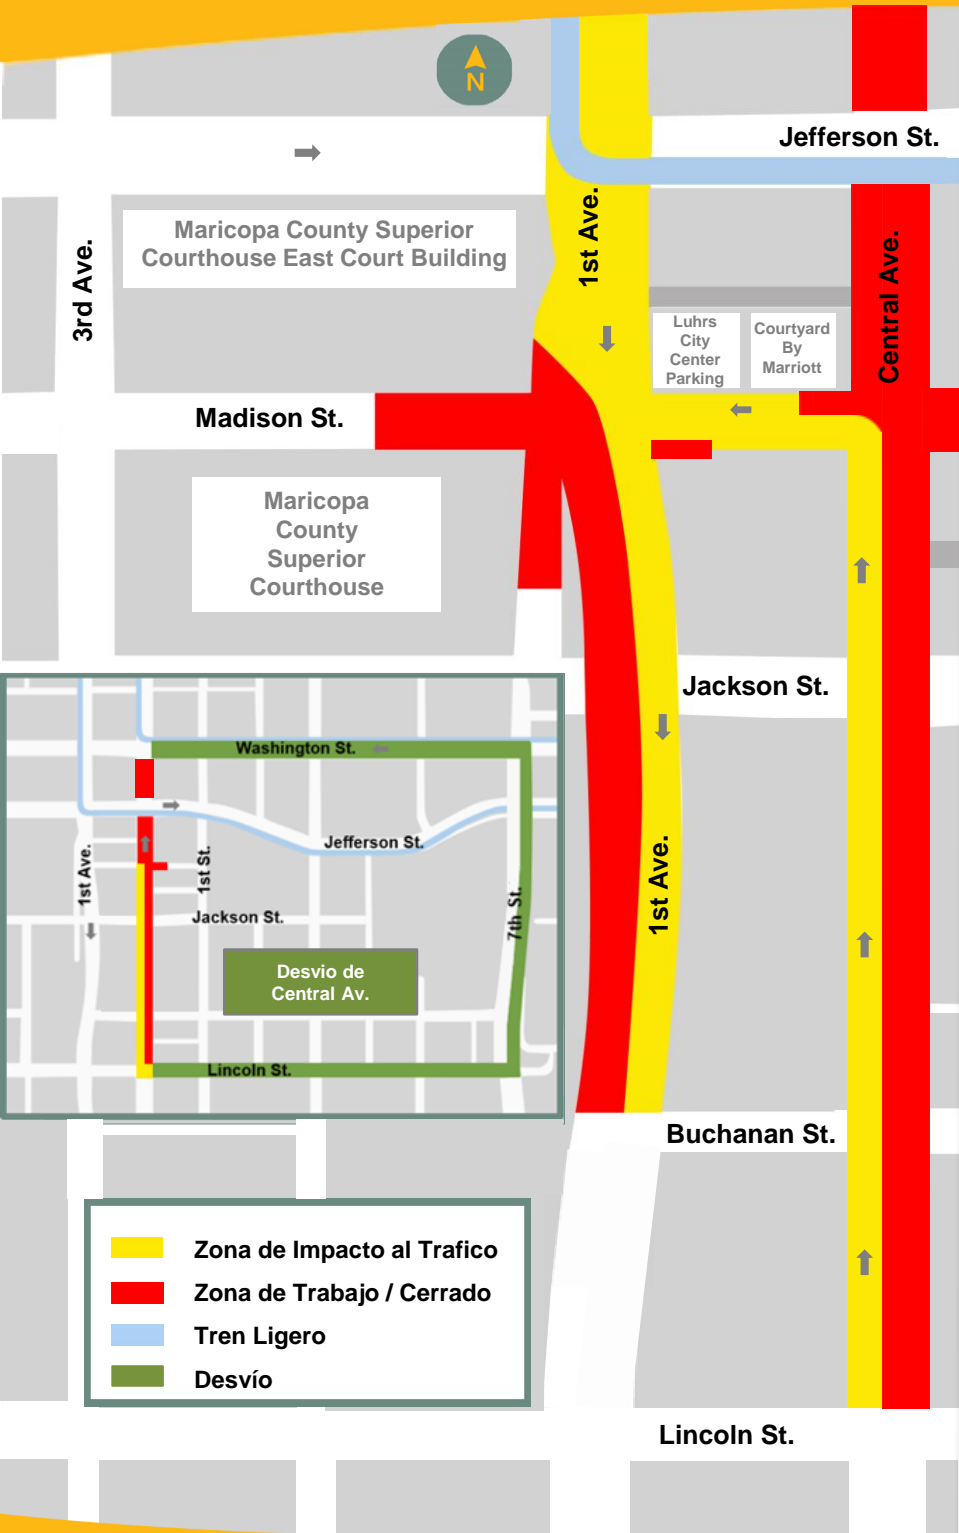 N
Jefferson St.
Maricopa County Superior
Courthouse East Court Building
3rd Ave.
1st Ave.
Central Ave.
Luhrs
City
Center
Parking
Courtyard
By
Marriott
Madison St.
Maricopa
County
Superior
Courthouse
Jackson St.
Washington St.
Jefferson St.
1st Ave.
1st St.
Jackson St.
7th St.
Desvio de
Central Av.
Lincoln St.
1st Ave.
Buchanan St.
Zona de Impacto al Trafico
Zona de Trabajo / Cerrado
Tren Ligero
Desvío
Lincoln St.